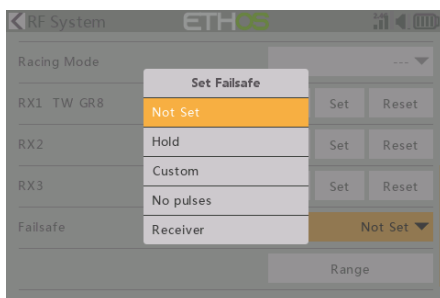 RF System ETHOS
Racing Mode ---
Set Failsafe
Not Set
Hold
Custom
No pulses
Receiver
RX1 TW GR8 Set Reset
RX2 Set Reset
RX3 Set Reset
Failsafe Not Set
Range